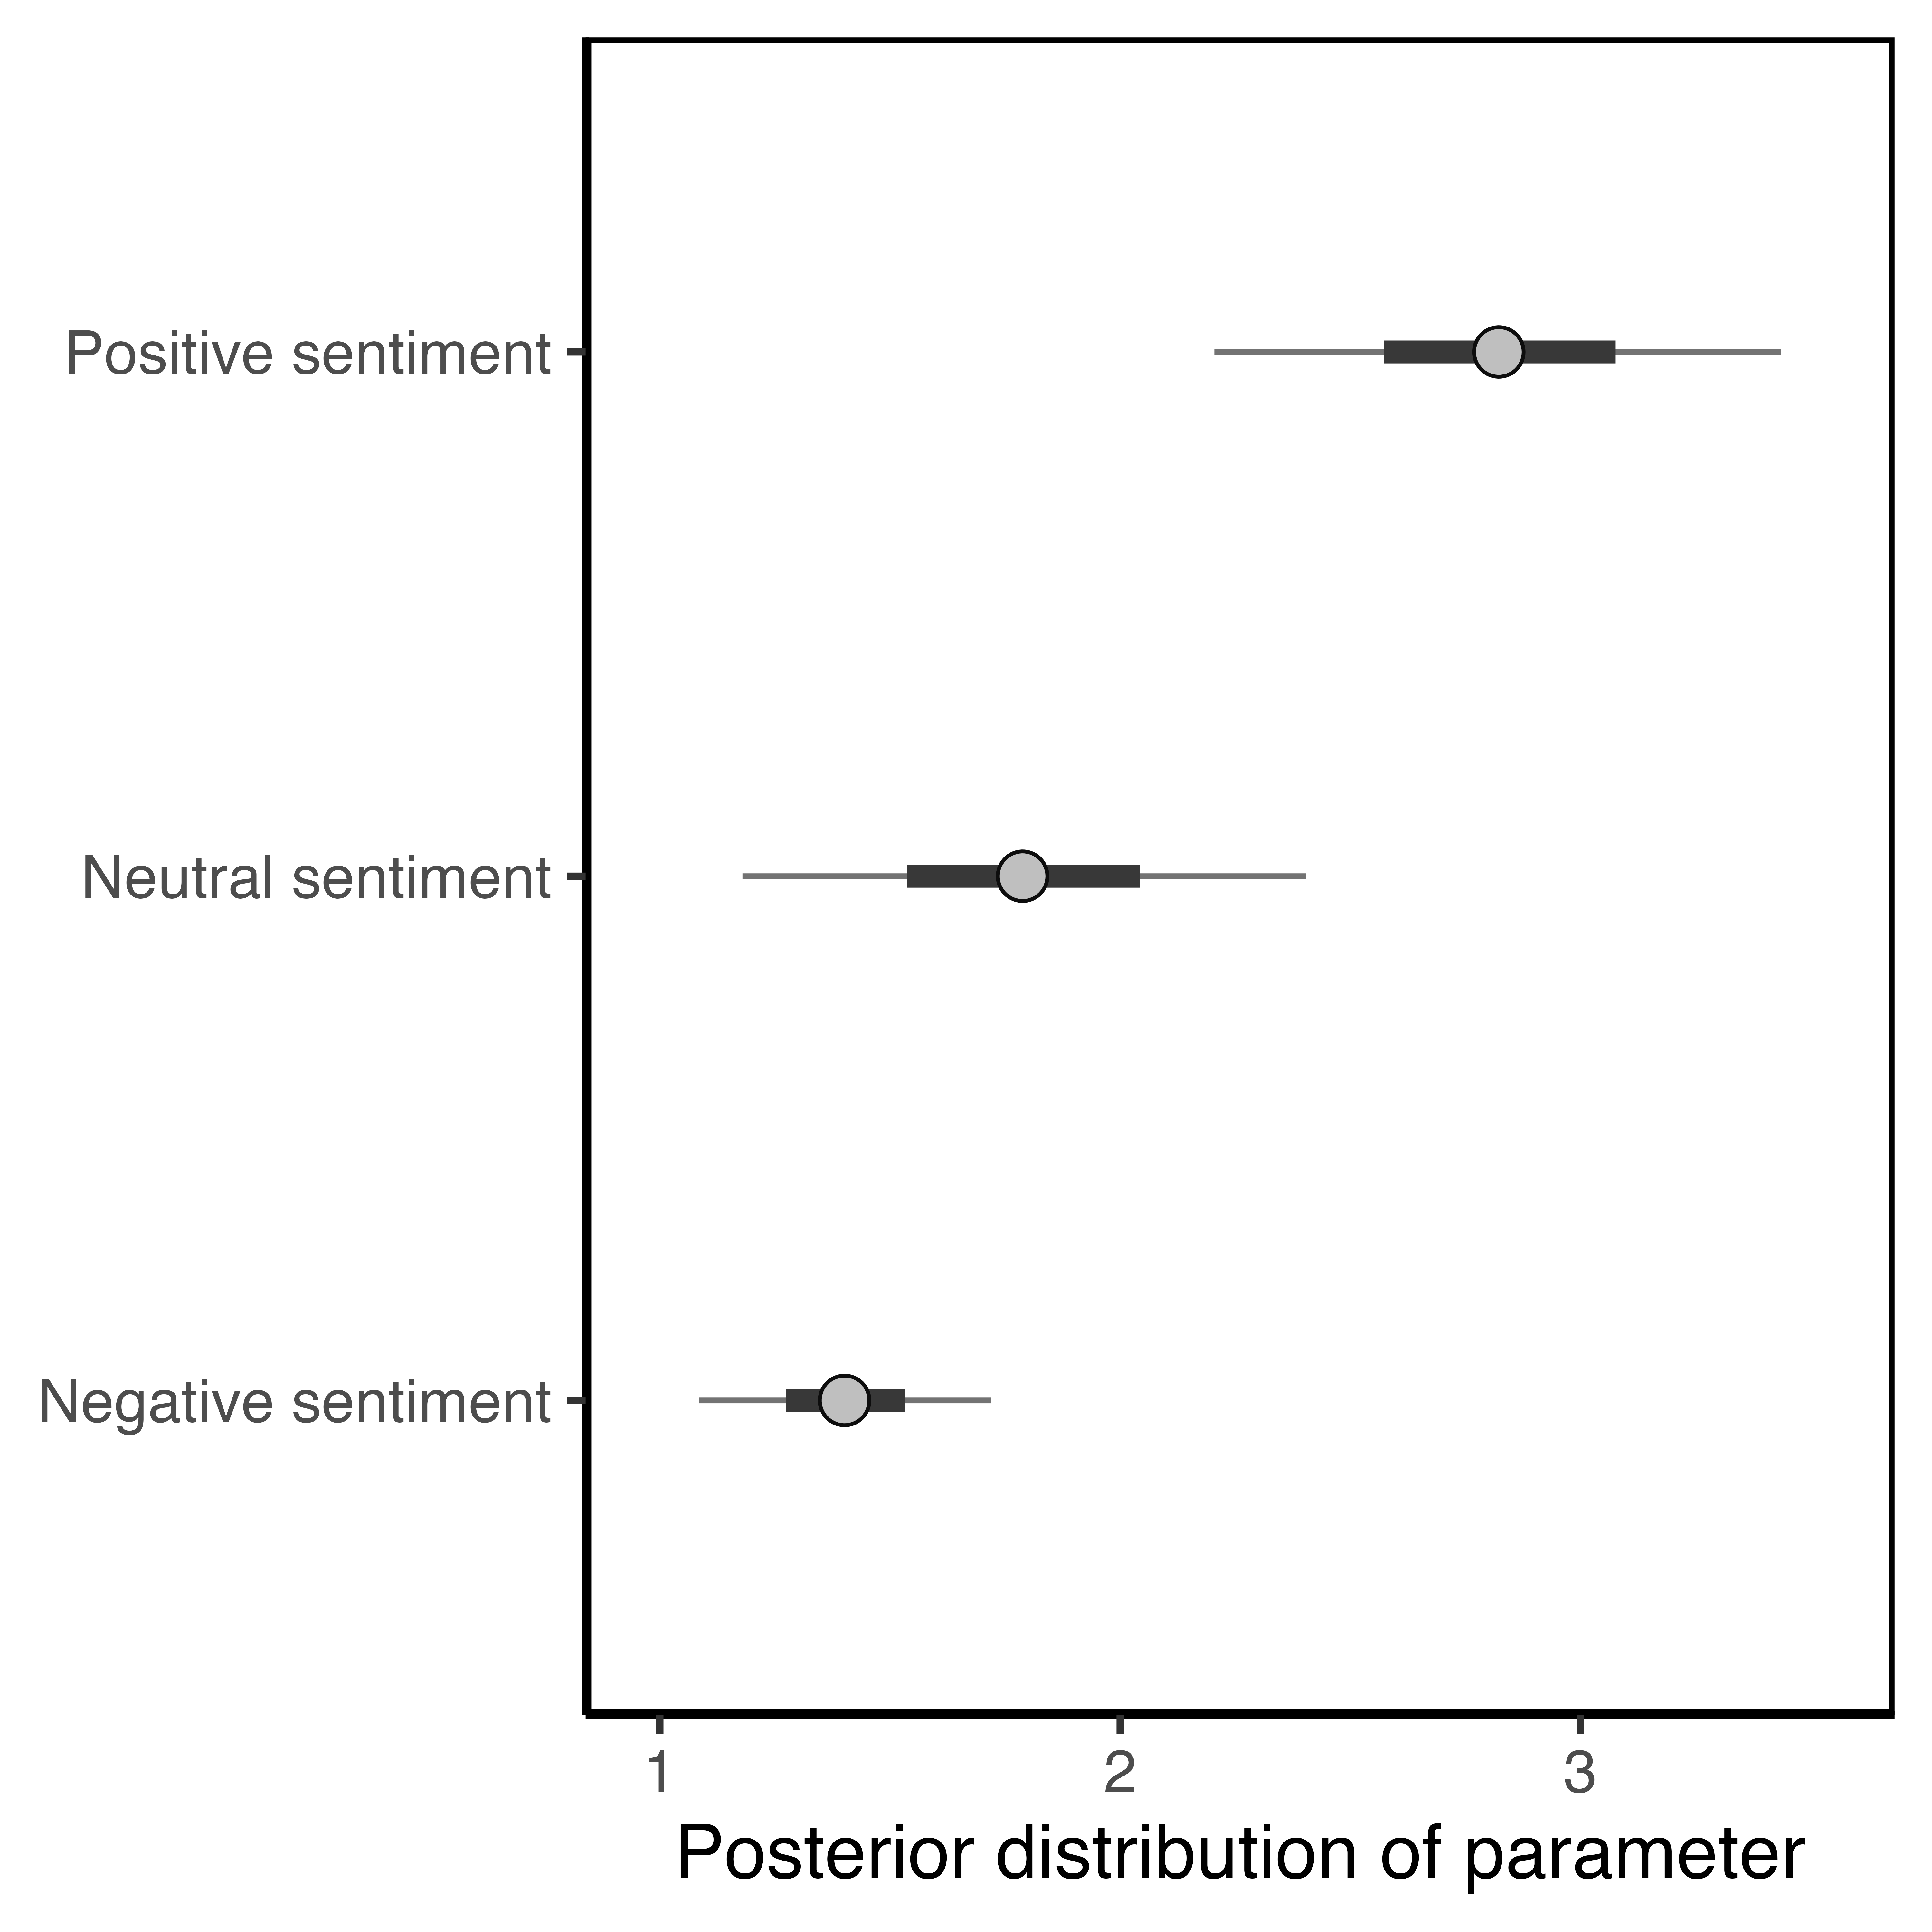 Positive sentiment
Neutral sentiment
Negative sentiment
1 2 3
Posterior distribution of parameter